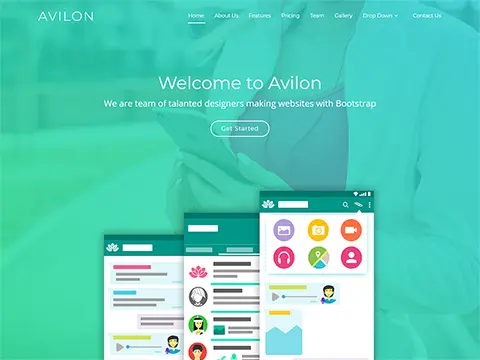 AVILON
Home About Us Features Pricing Team Gallery Drop Down Contact Us
Welcome to Avilon
We are team of talanted designers making websites with Bootstrap
Get Started